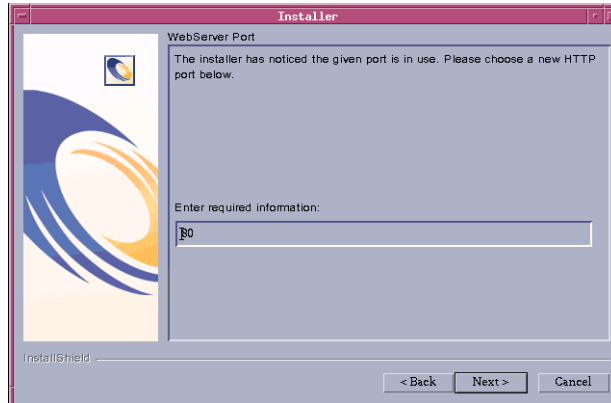 Installer
WebServer Port
The installer has noticed the given port is in use. Please choose a new HTTP
port below.
Enter required information:
80
InstallShield
< Back
Next >
Cancel